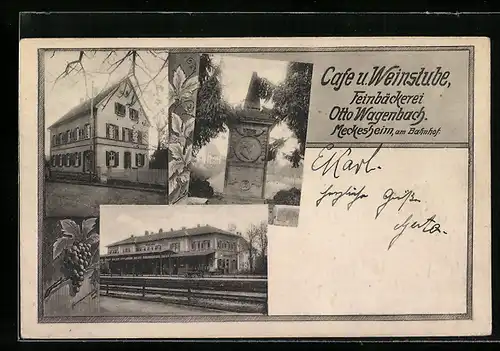 Cafe u. Weinstube,
Feinbäckerei
Otto Wagenbach.
Meckesheim, am Bahnhof.
Karl.
herzliche Grüße